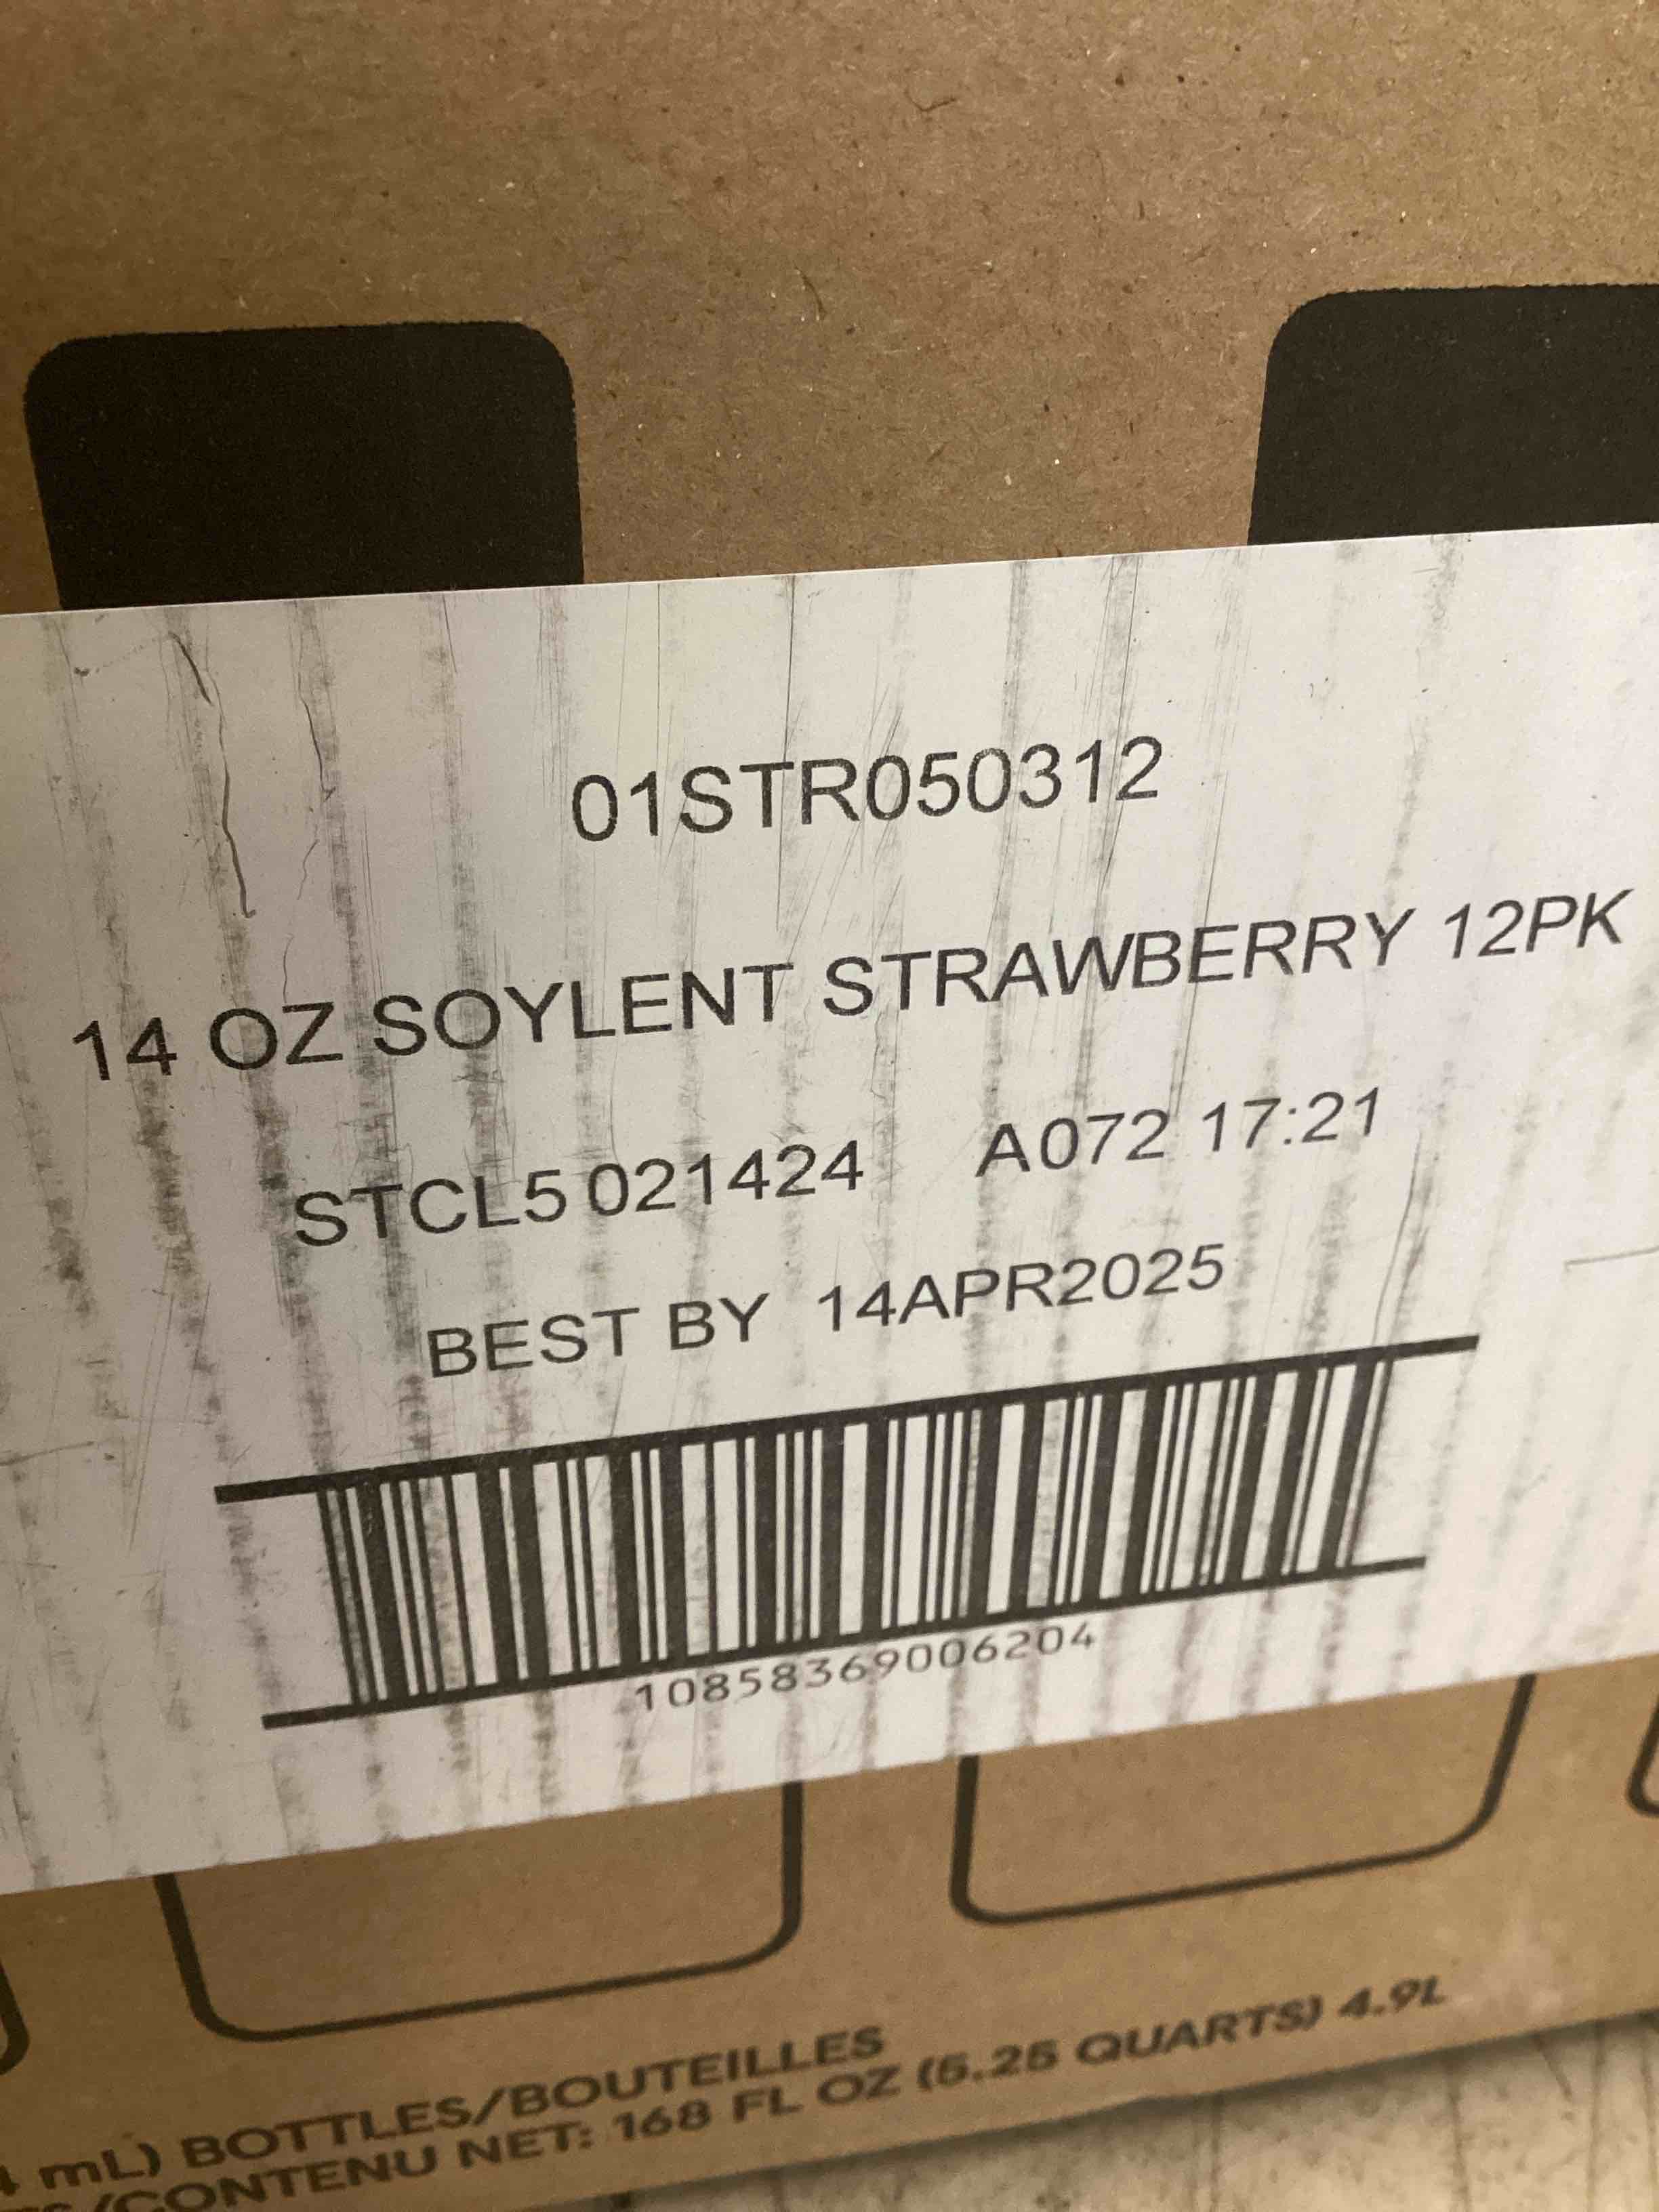 01STR050312
14 OZ SOYLENT STRAWBERRY 12PK
STCL5 021424 A072 17:21
BEST BY 14APR2025
10858369006204
mL) BOTTLES/BOUTEILLES
/CONTENU NET: 168 FL OZ (5.25 QUARTS) 4.9L